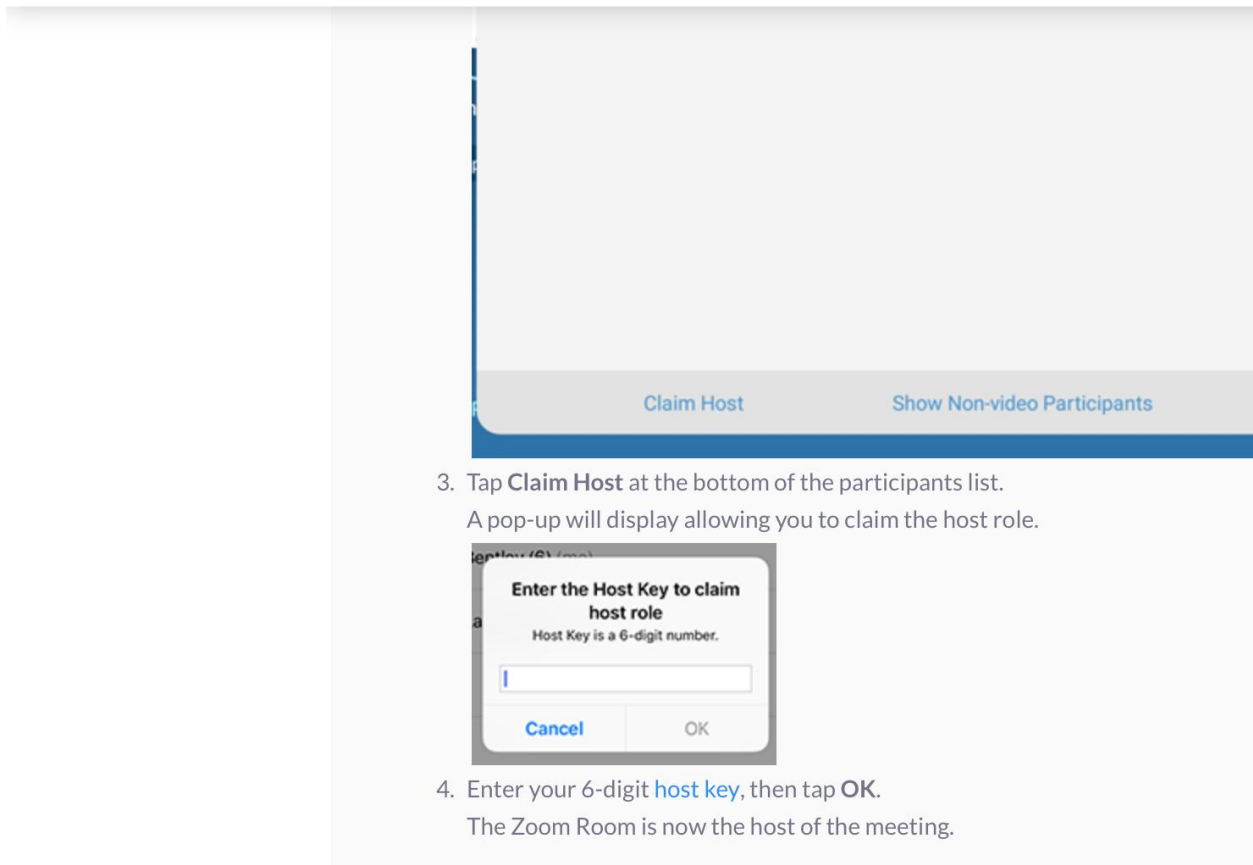 Claim Host Show Non-video Participants
3. Tap Claim Host at the bottom of the participants list.
A pop-up will display allowing you to claim the host role.
(6) (me)
Enter the Host Key to claim
host role
Host Key is a 6-digit number.
Cancel OK
4. Enter your 6-digit host key, then tap OK.
The Zoom Room is now the host of the meeting.